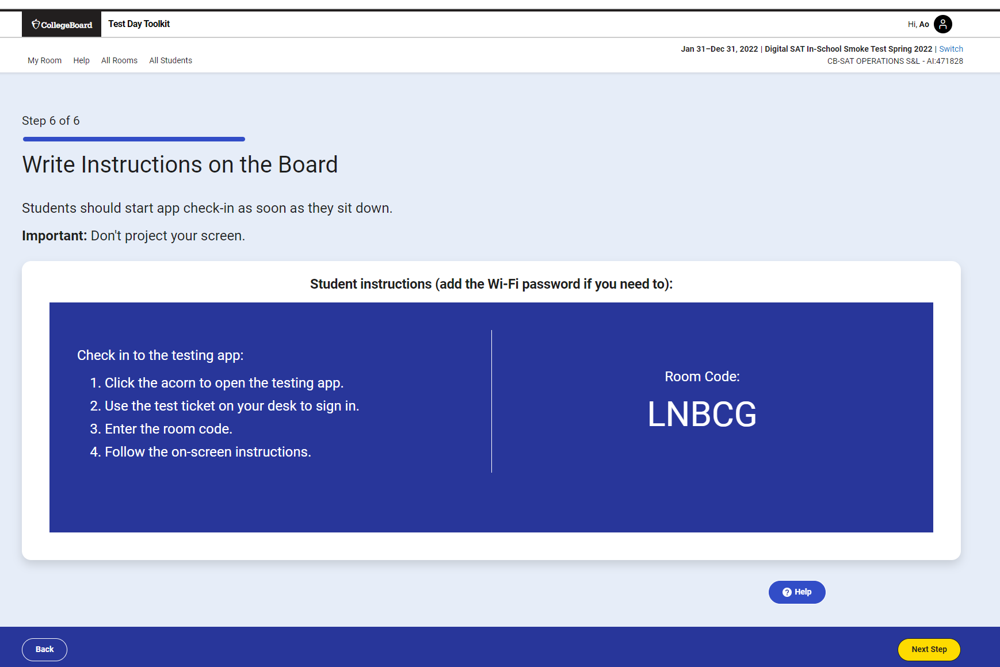 CollegeBoard
Test Day Toolkit
Hi, Ao
My Room Help All Rooms All Students
Jan 31–Dec 31, 2022 | Digital SAT In-School Smoke Test Spring 2022 | Switch
CB-SAT OPERATIONS S&L - AI:471828
Step 6 of 6
Write Instructions on the Board
Students should start app check-in as soon as they sit down.
Important: Don't project your screen.
Student instructions (add the Wi-Fi password if you need to):
Check in to the testing app:
1. Click the acorn to open the testing app.
2. Use the test ticket on your desk to sign in.
3. Enter the room code.
4. Follow the on-screen instructions.
Room Code:
LNBCG
? Help
Back
Next Step